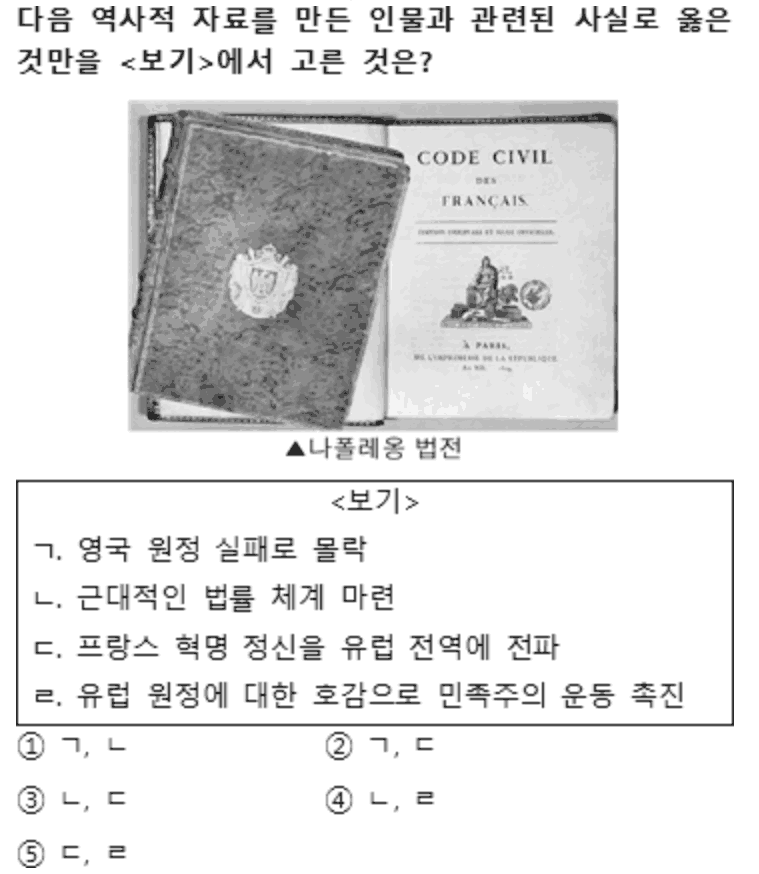 다음 역사적 자료를 만든 인물과 관련된 사실로 옳은
것만을 <보기>에서 고른 것은?
CODE CIVIL
DES
FRANÇAIS.
À PARIS,
DE L'IMPRIMERIE DE LA RÉPUBLIQUE
▲나폴레옹 법전
<보기>
ㄱ. 영국 원정 실패로 몰락
ㄴ. 근대적인 법률 체계 마련
ㄷ. 프랑스 혁명 정신을 유럽 전역에 전파
ㄹ. 유럽 원정에 대한 호감으로 민족주의 운동 촉진
① ㄱ, ㄴ ② ㄱ, ㄷ
③ ㄴ, ㄷ ④ ㄴ, ㄹ
⑤ ㄷ, ㄹ